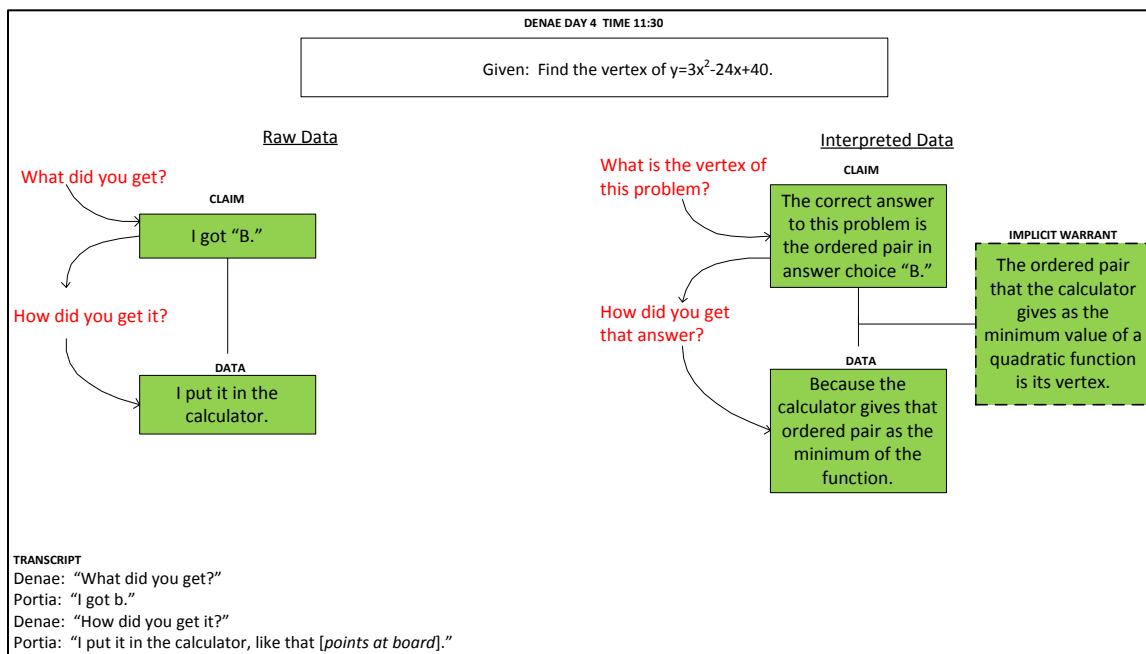 DENAE DAY 4  TIME 11:30
Given:  Find the vertex of y=3x²-24x+40.
Raw Data
What did you get?
CLAIM
I got “B.”
How did you get it?
DATA
I put it in the
calculator.
Interpreted Data
What is the vertex of
this problem?
CLAIM
The correct answer
to this problem is
the ordered pair in
answer choice “B.”
How did you get
that answer?
DATA
Because the
calculator gives that
ordered pair as the
minimum of the
function.
IMPLICIT WARRANT
The ordered pair
that the calculator
gives as the
minimum value of a
quadratic function
is its vertex.
TRANSCRIPT
Denae:  “What did you get?”
Portia:  “I got b.”
Denae:  “How did you get it?”
Portia:  “I put it in the calculator, like that [points at board].”